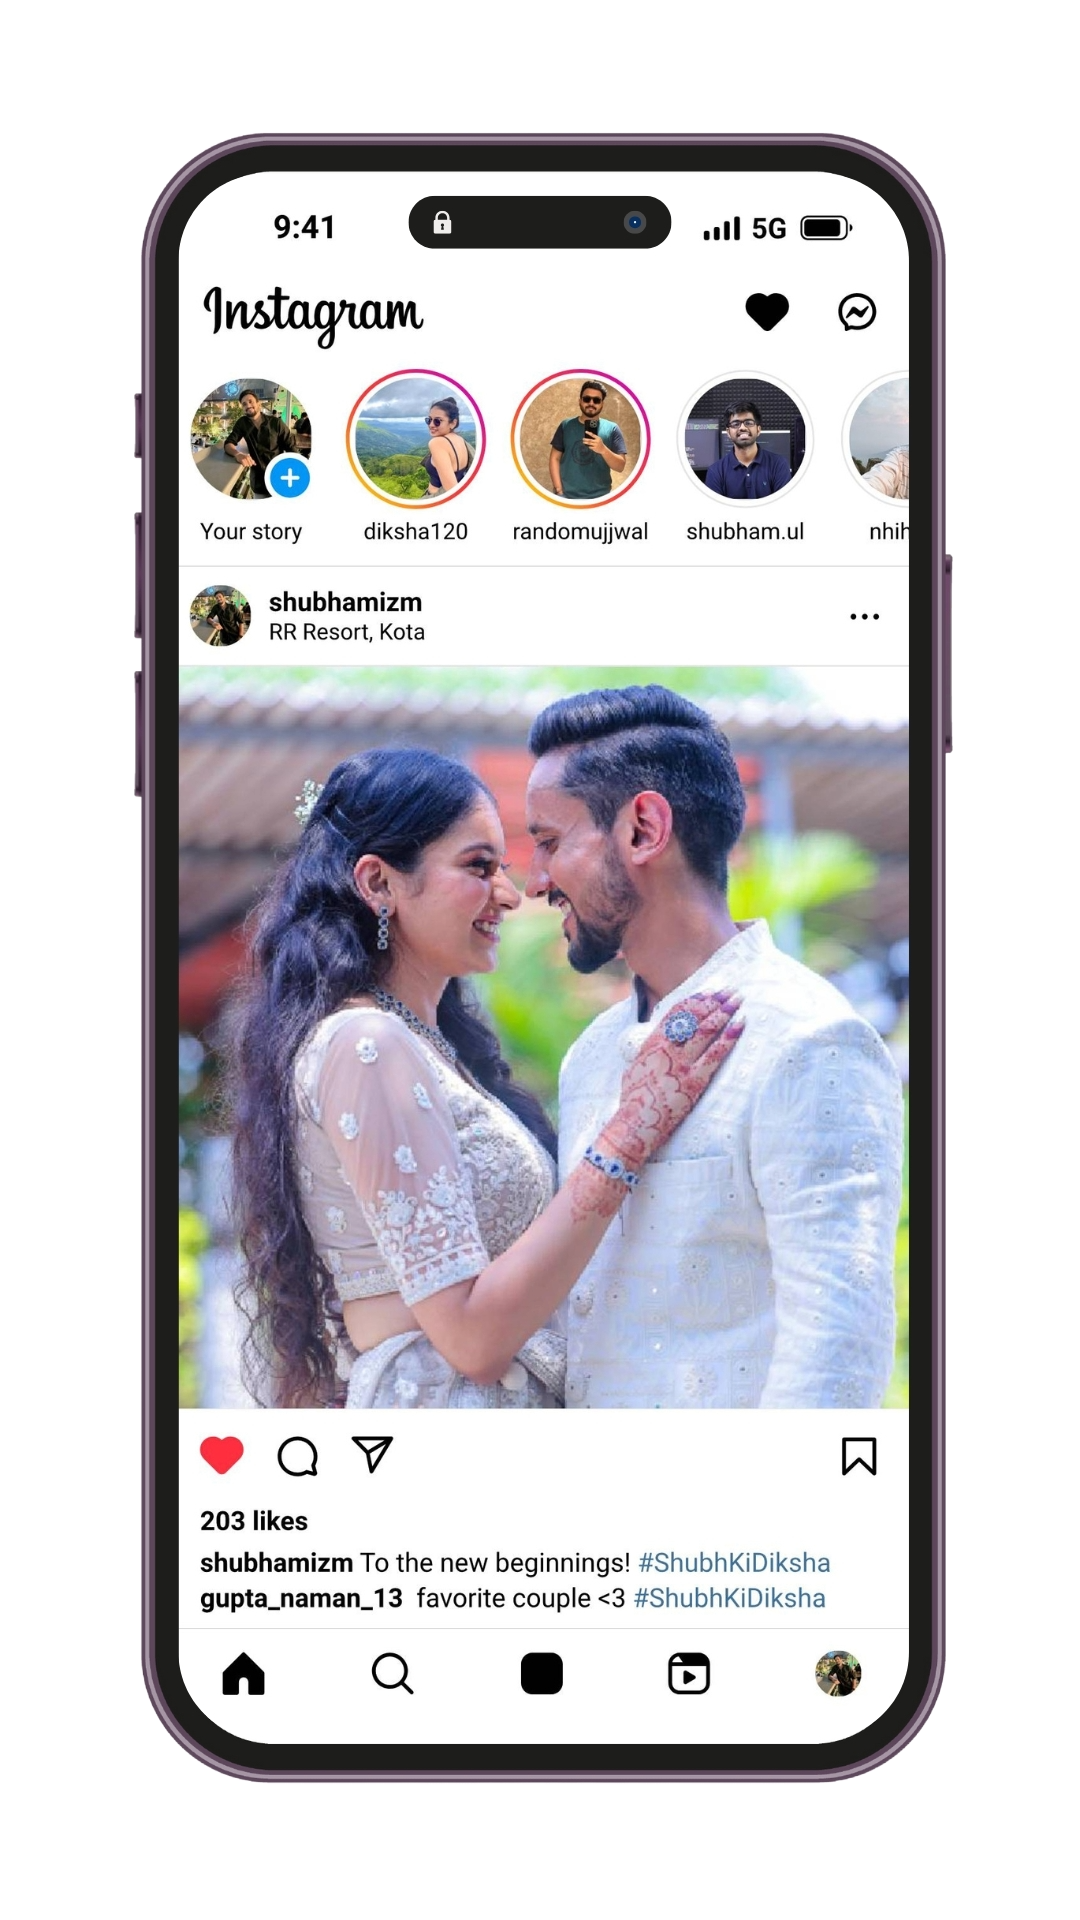 9:41
5G
Instagram
Your story
diksha120
randomujjwal
shubham.ul
nhih
shubhamizm
RR Resort, Kota
203 likes
shubhamizm To the new beginnings! #ShubhKiDiksha
gupta_naman_13 favorite couple <3 #ShubhKiDiksha